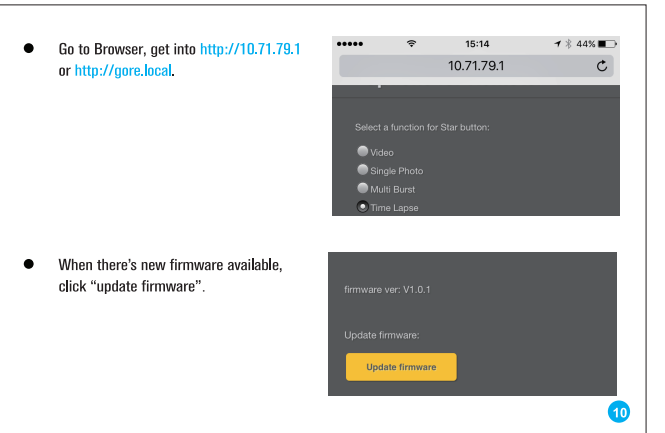 ● Go to Browser, get into http://10.71.79.1
or http://gore.local.
15:14
44%
10.71.79.1
Select a function for Star button:
Video
Single Photo
Multi Burst
Time Lapse
● When there's new firmware available,
click “update firmware”.
firmware ver: V1.0.1
Update firmware:
Update firmware
10